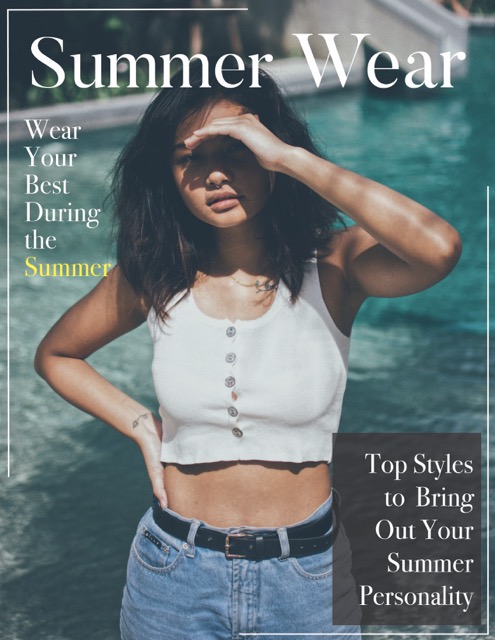 Summer Wear
Wear
Your
Best
During
the
Summer
Top Styles
to Bring
Out Your
Summer
Personality